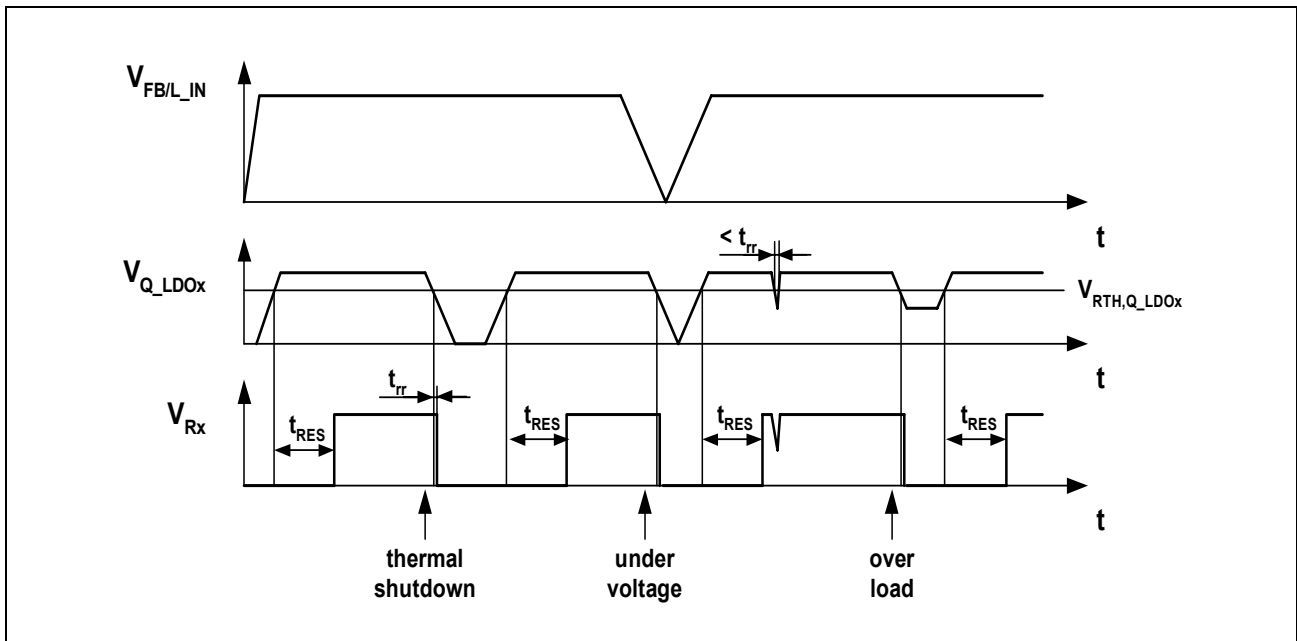 V_FB/L_IN
t
< t_rr
V_Q_LDOx
V_RTH,Q_LDOx
t
t_rr
V_Rx
t_RES
t_RES
t_RES
t_RES
t
thermal
shutdown
under
voltage
over
load